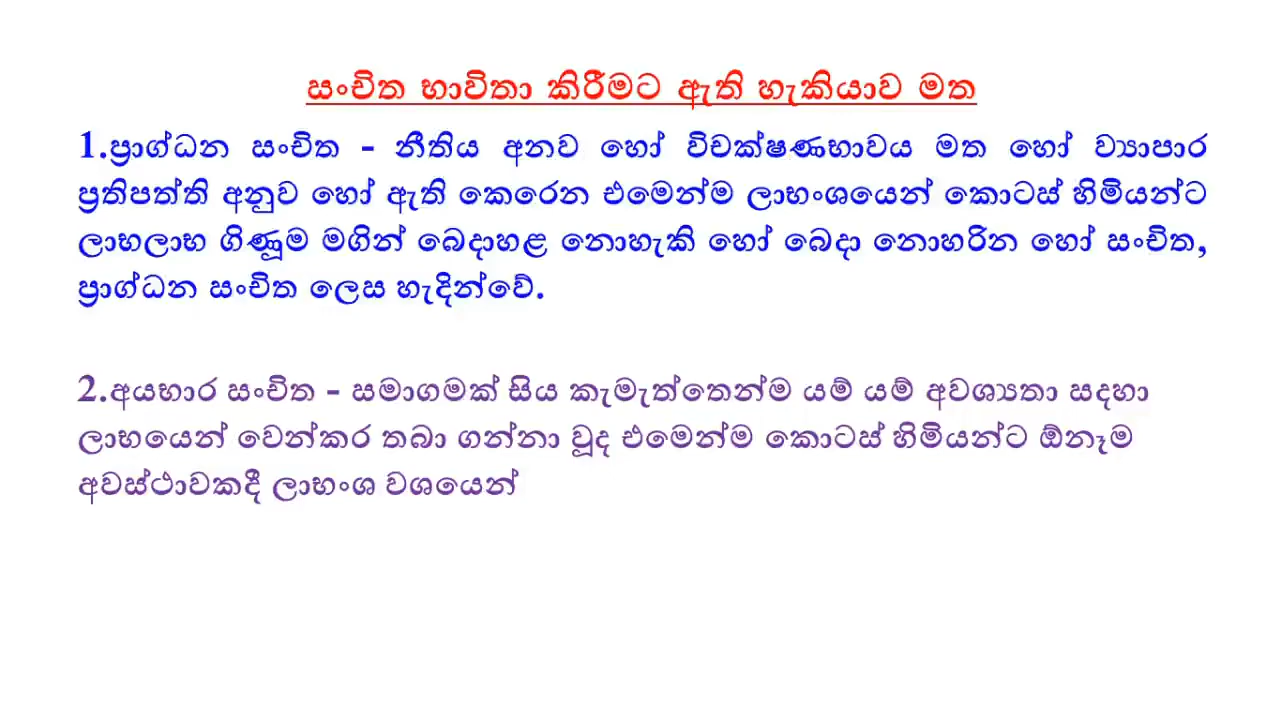 සංචිත භාවිතා කිරීමට ඇති හැකියාව මත
1.ප්‍රාග්ධන සංචිත - නීතිය අනව හෝ විචක්ෂණභාවය මත හෝ ව්‍යාපාර
ප්‍රතිපත්ති අනුව හෝ ඇති කෙරෙන එමෙන්ම ලාභංශයෙන් කොටස් හිමියන්ට
ලාභලාභ ගිණුම මගින් බෙදාහළ නොහැකි හෝ බෙදා නොහරින හෝ සංචිත,
ප්‍රාග්ධන සංචිත ලෙස හැදින්වේ.
2.අයභාර සංචිත - සමාගමක් සිය කැමැත්තෙන්ම යම් යම් අවශ්‍යතා සදහා
ලාභයෙන් වෙන්කර තබා ගන්නා වූද එමෙන්ම කොටස් හිමියන්ට ඕනෑම
අවස්ථාවකදී ලාභංශ වශයෙන්